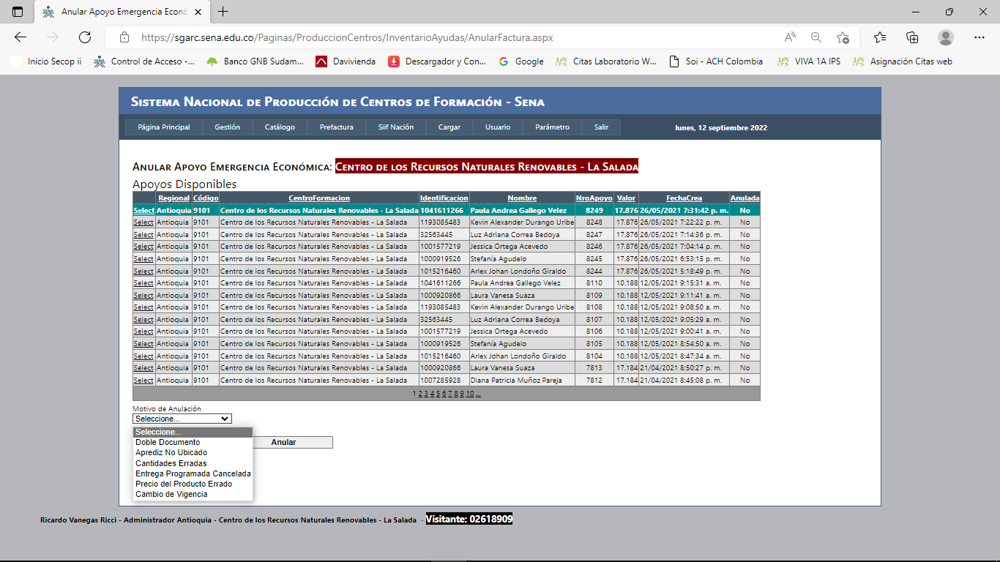 Anular Apoyo Emergencia Econó
https://sgarc.sena.edu.co/Paginas/ProduccionCentros/InventarioAyudas/AnularFactura.aspx
Inicio Secop ii Control de Acceso -... Banco GNB Sudam... Davivienda Descargador y Con... Google Citas Laboratorio W... Soi - ACH Colombia VIVA 1A IPS Asignación Citas web
Sistema Nacional de Producción de Centros de Formación - Sena
Página Principal Gestión Catálogo Prefactura Siif Nación Cargar Usuario Parámetro Salir lunes, 12 septiembre 2022
Anular Apoyo Emergencia Económica: Centro de los Recursos Naturales Renovables - La Salada
Apoyos Disponibles
Regional Código CentroFormacion Identificacion Nombre NroApoyo Valor FechaCrea Anulada
Select Antioquia 9101 Centro de los Recursos Naturales Renovables - La Salada 1041611266 Paula Andrea Gallego Velez 8249 17.876 26/05/2021 7:31:42 p. m. No
Select Antioquia 9101 Centro de los Recursos Naturales Renovables - La Salada 1193085483 Kevin Alexander Durango Uribe 8248 17.876 26/05/2021 7:22:22 p. m. No
Select Antioquia 9101 Centro de los Recursos Naturales Renovables - La Salada 32563445 Luz Adriana Correa Bedoya 8247 17.876 26/05/2021 7:14:36 p. m. No
Select Antioquia 9101 Centro de los Recursos Naturales Renovables - La Salada 1001577219 Jessica Ortega Acevedo 8246 17.876 26/05/2021 7:04:14 p. m. No
Select Antioquia 9101 Centro de los Recursos Naturales Renovables - La Salada 1000919526 Stefanía Agudelo 8245 17.876 26/05/2021 6:53:15 p. m. No
Select Antioquia 9101 Centro de los Recursos Naturales Renovables - La Salada 1015216460 Arlex Johan Londoño Giraldo 8244 17.876 26/05/2021 5:18:49 p. m. No
Select Antioquia 9101 Centro de los Recursos Naturales Renovables - La Salada 1041611266 Paula Andrea Gallego Velez 8110 10.188 12/05/2021 9:15:31 a. m. No
Select Antioquia 9101 Centro de los Recursos Naturales Renovables - La Salada 1000920866 Laura Vanesa Suaza 8109 10.188 12/05/2021 9:11:41 a. m. No
Select Antioquia 9101 Centro de los Recursos Naturales Renovables - La Salada 1193085483 Kevin Alexander Durango Uribe 8108 10.188 12/05/2021 9:08:50 a. m. No
Select Antioquia 9101 Centro de los Recursos Naturales Renovables - La Salada 32563445 Luz Adriana Correa Bedoya 8107 10.188 12/05/2021 9:05:29 a. m. No
Select Antioquia 9101 Centro de los Recursos Naturales Renovables - La Salada 1001577219 Jessica Ortega Acevedo 8106 10.188 12/05/2021 9:00:41 a. m. No
Select Antioquia 9101 Centro de los Recursos Naturales Renovables - La Salada 1000919526 Stefanía Agudelo 8105 10.188 12/05/2021 8:54:50 a. m. No
Select Antioquia 9101 Centro de los Recursos Naturales Renovables - La Salada 1015216460 Arlex Johan Londoño Giraldo 8104 10.188 12/05/2021 8:47:34 a. m. No
Select Antioquia 9101 Centro de los Recursos Naturales Renovables - La Salada 1000920866 Laura Vanesa Suaza 7813 17.184 21/04/2021 8:50:27 p. m. No
Select Antioquia 9101 Centro de los Recursos Naturales Renovables - La Salada 1007285928 Diana Patricia Muñoz Pareja 7812 17.184 21/04/2021 8:45:08 p. m. No
1 2 3 4 5 6 7 8 9 10 ...
Motivo de Anulación
Seleccione...
Seleccione...
Doble Documento
Aprediz No Ubicado
Cantidades Erradas
Entrega Programada Cancelada
Precio del Producto Errado
Cambio de Vigencia
Anular
Ricardo Vanegas Ricci - Administrador Antioquia - Centro de los Recursos Naturales Renovables - La Salada - Visitante: 02618909